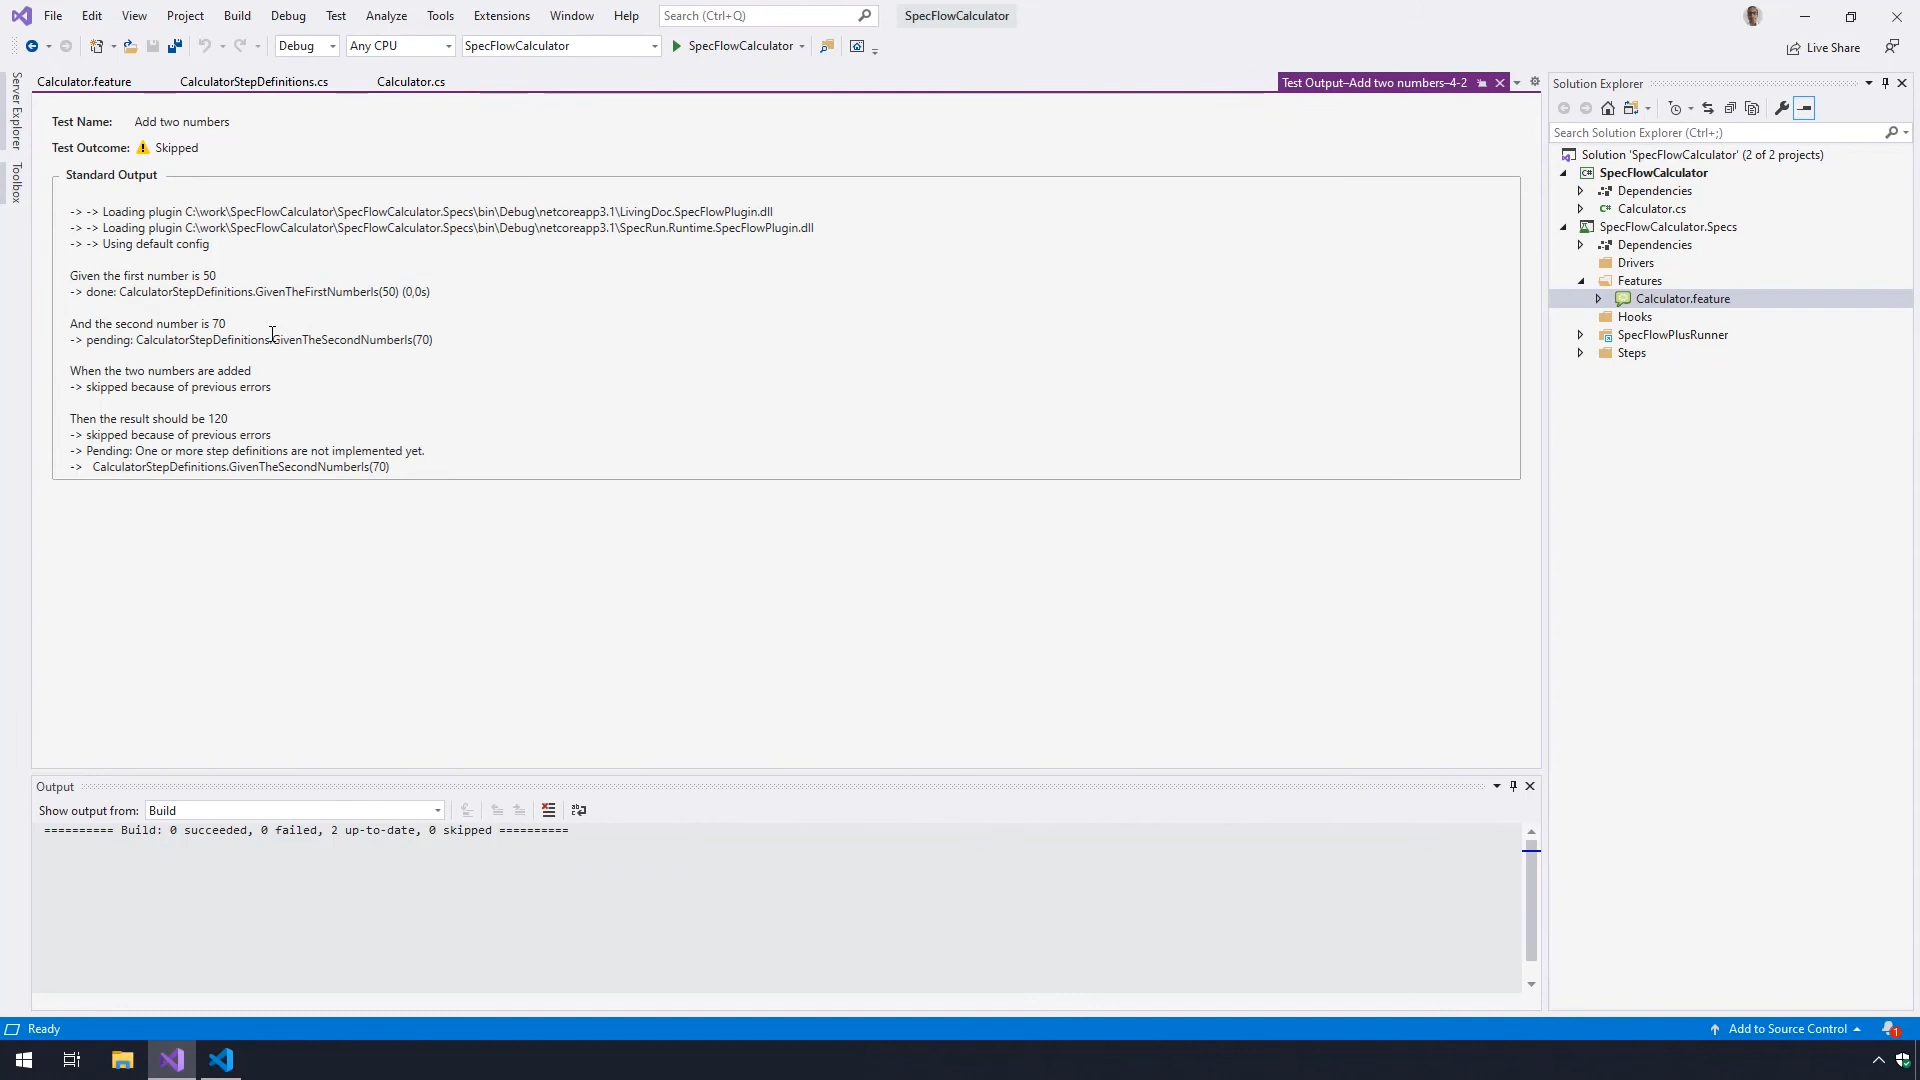 File Edit View Project Build Debug Test Analyze Tools Extensions Window Help Search (Ctrl+Q) SpecFlowCalculator
Debug Any CPU SpecFlowCalculator SpecFlowCalculator Live Share
Server Explorer
Toolbox
Calculator.feature CalculatorStepDefinitions.cs Calculator.cs Test Output–Add two numbers–4-2
Test Name: Add two numbers
Test Outcome: Skipped
Standard Output
-> -> Loading plugin C:\work\SpecFlowCalculator\SpecFlowCalculator.Specs\bin\Debug\netcoreapp3.1\LivingDoc.SpecFlowPlugin.dll
-> -> Loading plugin C:\work\SpecFlowCalculator\SpecFlowCalculator.Specs\bin\Debug\netcoreapp3.1\SpecRun.Runtime.SpecFlowPlugin.dll
-> -> Using default config
Given the first number is 50
-> done: CalculatorStepDefinitions.GivenTheFirstNumberIs(50) (0,0s)
And the second number is 70
-> pending: CalculatorStepDefinitions.GivenTheSecondNumberIs(70)
When the two numbers are added
-> skipped because of previous errors
Then the result should be 120
-> skipped because of previous errors
-> Pending: One or more step definitions are not implemented yet.
->   CalculatorStepDefinitions.GivenTheSecondNumberIs(70)
Solution Explorer
Search Solution Explorer (Ctrl+;)
Solution 'SpecFlowCalculator' (2 of 2 projects)
C# SpecFlowCalculator
Dependencies
C# Calculator.cs
SpecFlowCalculator.Specs
Dependencies
Drivers
Features
Calculator.feature
Hooks
SpecFlowPlusRunner
Steps
Output
Show output from: Build
========== Build: 0 succeeded, 0 failed, 2 up-to-date, 0 skipped ==========
Ready Add to Source Control 1